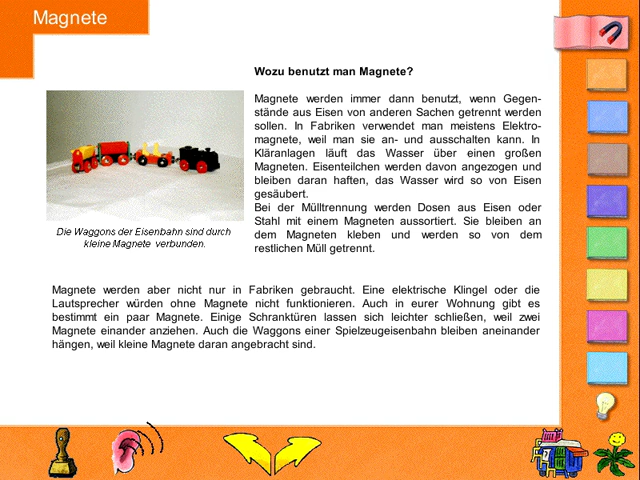 Magnete
Wozu benutzt man Magnete?
Magnete werden immer dann benutzt, wenn Gegen-
stände aus Eisen von anderen Sachen getrennt werden
sollen. In Fabriken verwendet man meistens Elektro-
magnete, weil man sie an- und ausschalten kann. In
Kläranlagen läuft das Wasser über einen großen
Magneten. Eisenteilchen werden davon angezogen und
bleiben daran haften, das Wasser wird so von Eisen
gesäubert.
Bei der Mülltrennung werden Dosen aus Eisen oder
Stahl mit einem Magneten aussortiert. Sie bleiben an
dem Magneten kleben und werden so von dem
restlichen Müll getrennt.
Die Waggons der Eisenbahn sind durch
kleine Magnete verbunden.
Magnete werden aber nicht nur in Fabriken gebraucht. Eine elektrische Klingel oder die
Lautsprecher würden ohne Magnete nicht funktionieren. Auch in eurer Wohnung gibt es
bestimmt ein paar Magnete. Einige Schranktüren lassen sich leichter schließen, weil zwei
Magnete einander anziehen. Auch die Waggons einer Spielzeugeisenbahn bleiben aneinander
hängen, weil kleine Magnete daran angebracht sind.